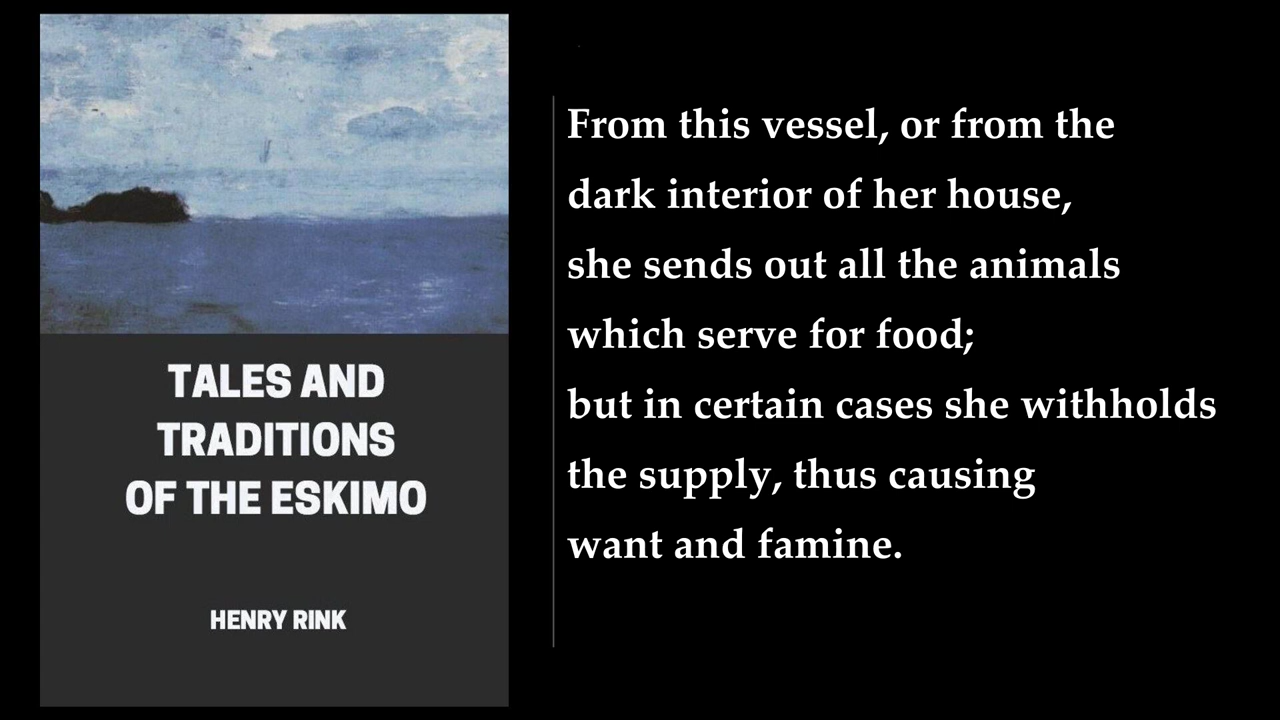 TALES AND
TRADITIONS
OF THE ESKIMO
HENRY RINK
From this vessel, or from the
dark interior of her house,
she sends out all the animals
which serve for food;
but in certain cases she withholds
the supply, thus causing
want and famine.